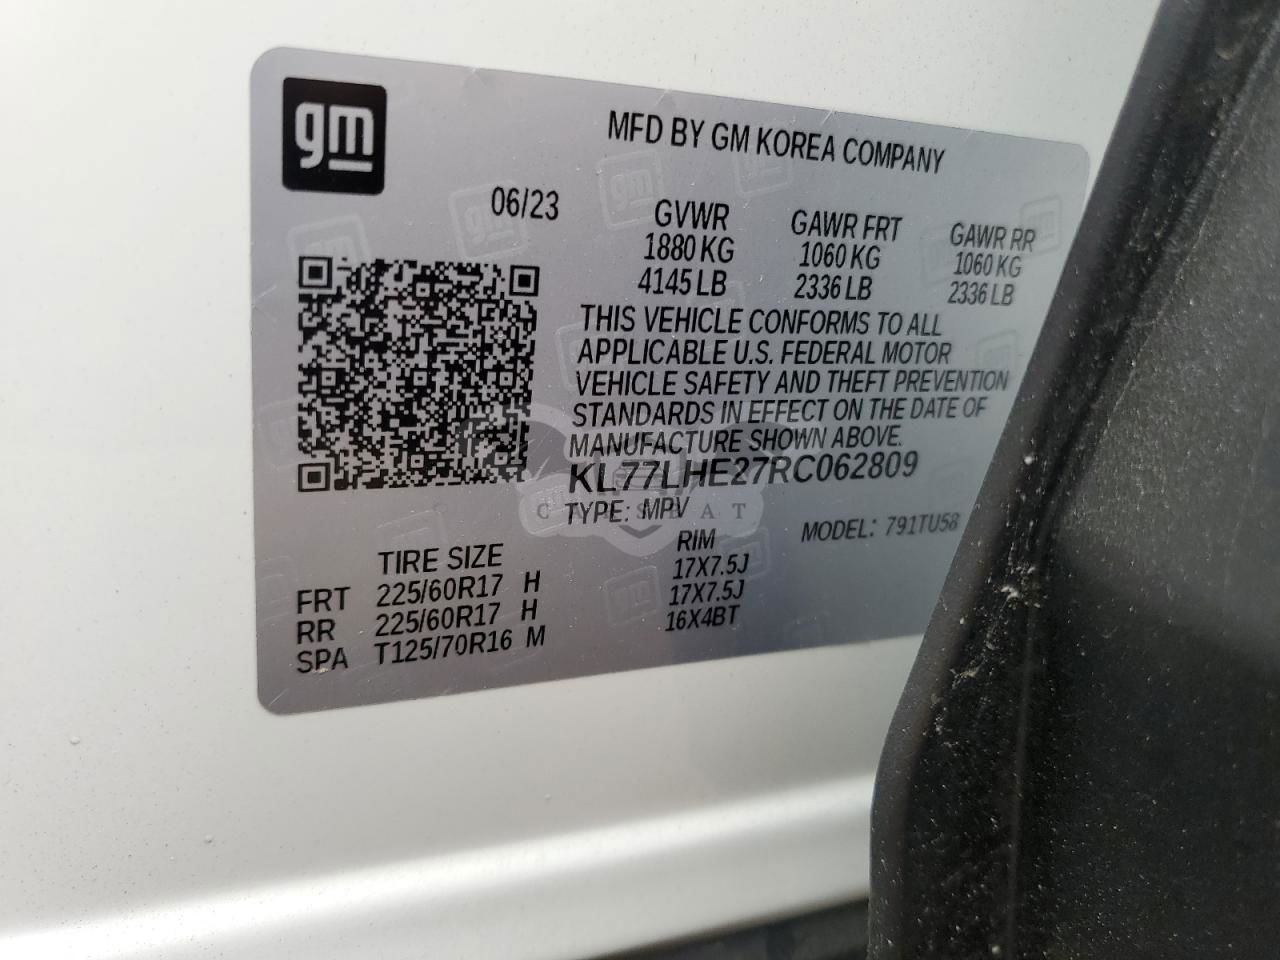 gm
MFD BY GM KOREA COMPANY
06/23
GVWR GAWR FRT GAWR RR
1880 KG 1060 KG 1060 KG
4145 LB 2336 LB 2336 LB
THIS VEHICLE CONFORMS TO ALL
APPLICABLE U.S. FEDERAL MOTOR
VEHICLE SAFETY AND THEFT PREVENTION
STANDARDS IN EFFECT ON THE DATE OF
MANUFACTURE SHOWN ABOVE.
KL77LHE27RC062809
TYPE: MPV MODEL: 791TU58
TIRE SIZE RIM
FRT 225/60R17 H 17X7.5J
RR 225/60R17 H 17X7.5J
SPA T125/70R16 M 16X4BT